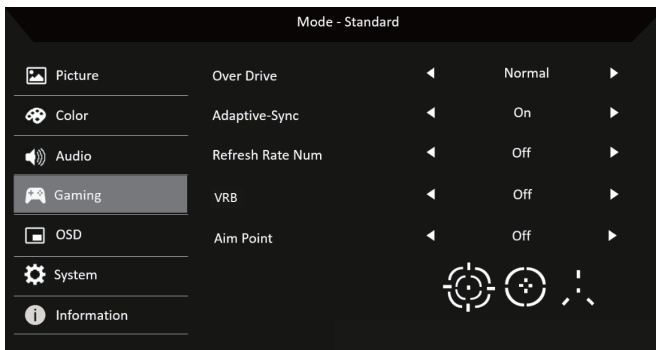 Mode - Standard
Picture
Over Drive Normal
Color
Adaptive-Sync On
Audio
Refresh Rate Num Off
Gaming
VRB Off
OSD
Aim Point Off
System
Information